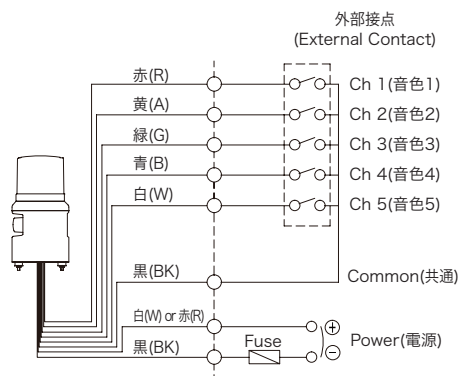 外部接点
(External Contact)
赤(R)
Ch 1(音色1)
黄(A)
Ch 2(音色2)
緑(G)
Ch 3(音色3)
青(B)
Ch 4(音色4)
白(W)
Ch 5(音色5)
黒(BK)
Common(共通)
白(W) or 赤(R)
⊕
Power(電源)
黒(BK)
Fuse
⊖